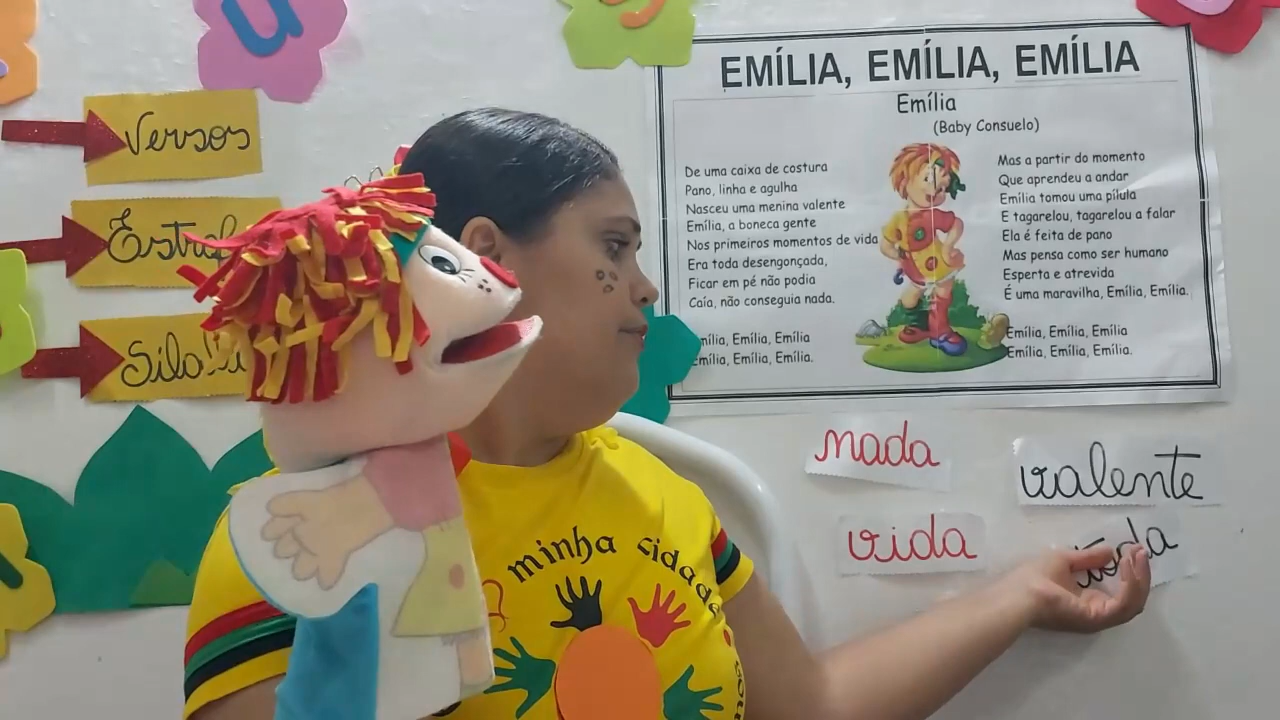 Versos
EMÍLIA, EMÍLIA, EMÍLIA
Emília
(Baby Consuelo)
De uma caixa de costura
Pano, linha e agulha
Nasceu uma menina valente
Emília, a boneca gente
Nos primeiros momentos de vida
Era toda desengonçada,
Ficar em pé não podia
Caía, não conseguia nada.
Emília, Emília, Emília
Emília, Emília, Emília.
Mas a partir do momento
Que aprendeu a andar
Emília tomou uma pílula
E tagarelou, tagarelou a falar
Ela é feita de pano
Mas pensa como ser humano
Esperta e atrevida
É uma maravilha, Emília, Emília.
Emília, Emília, Emília
Emília, Emília, Emília.
nada
valente
vida
toda
minha cidade